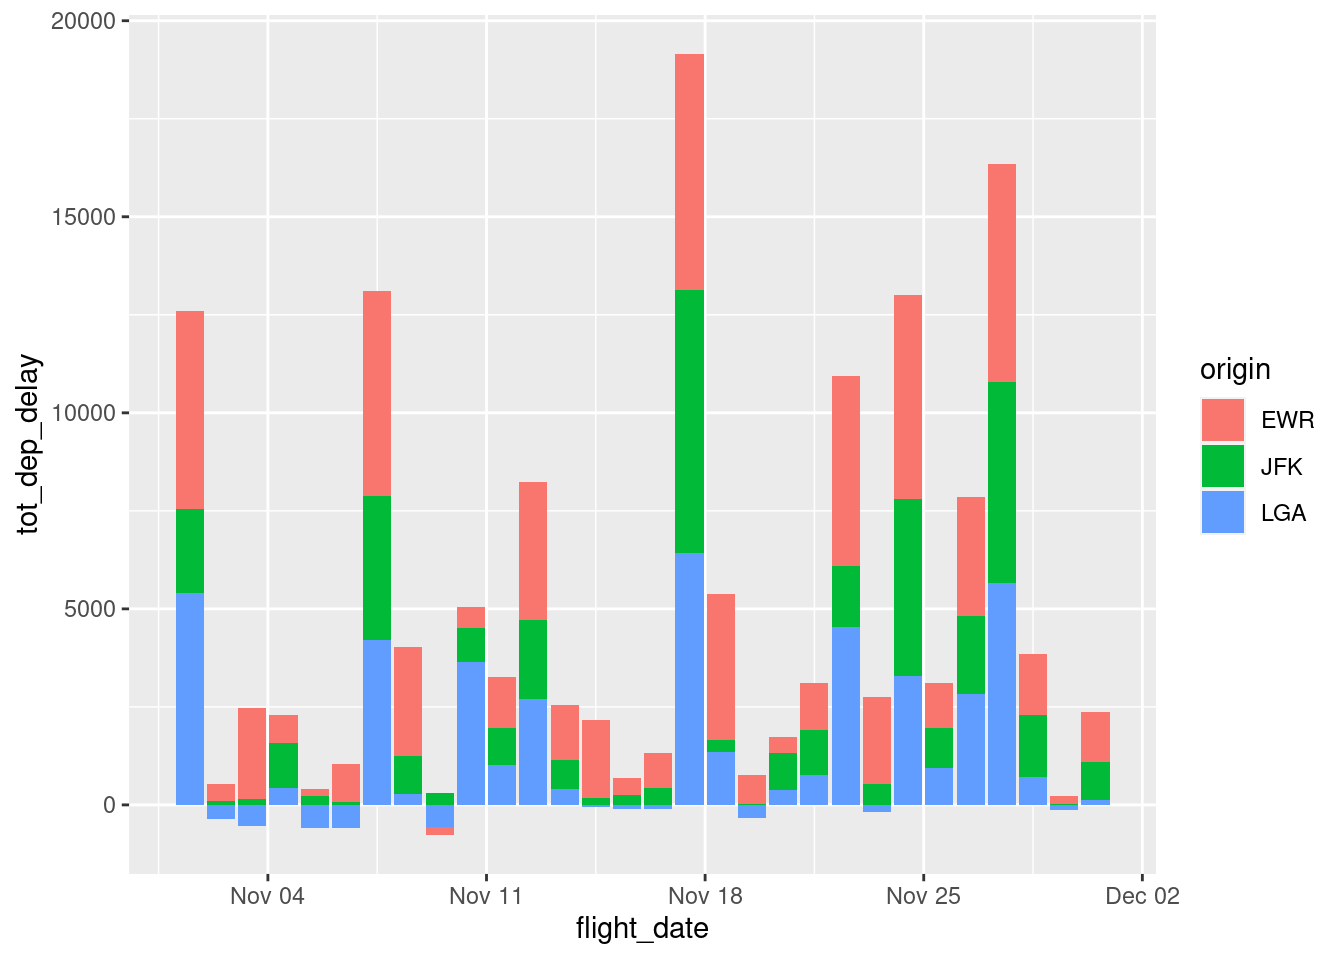 20000
15000
10000
5000
0
tot_dep_delay
Nov 04
Nov 11
Nov 18
Nov 25
Dec 02
flight_date
origin
EWR
JFK
LGA